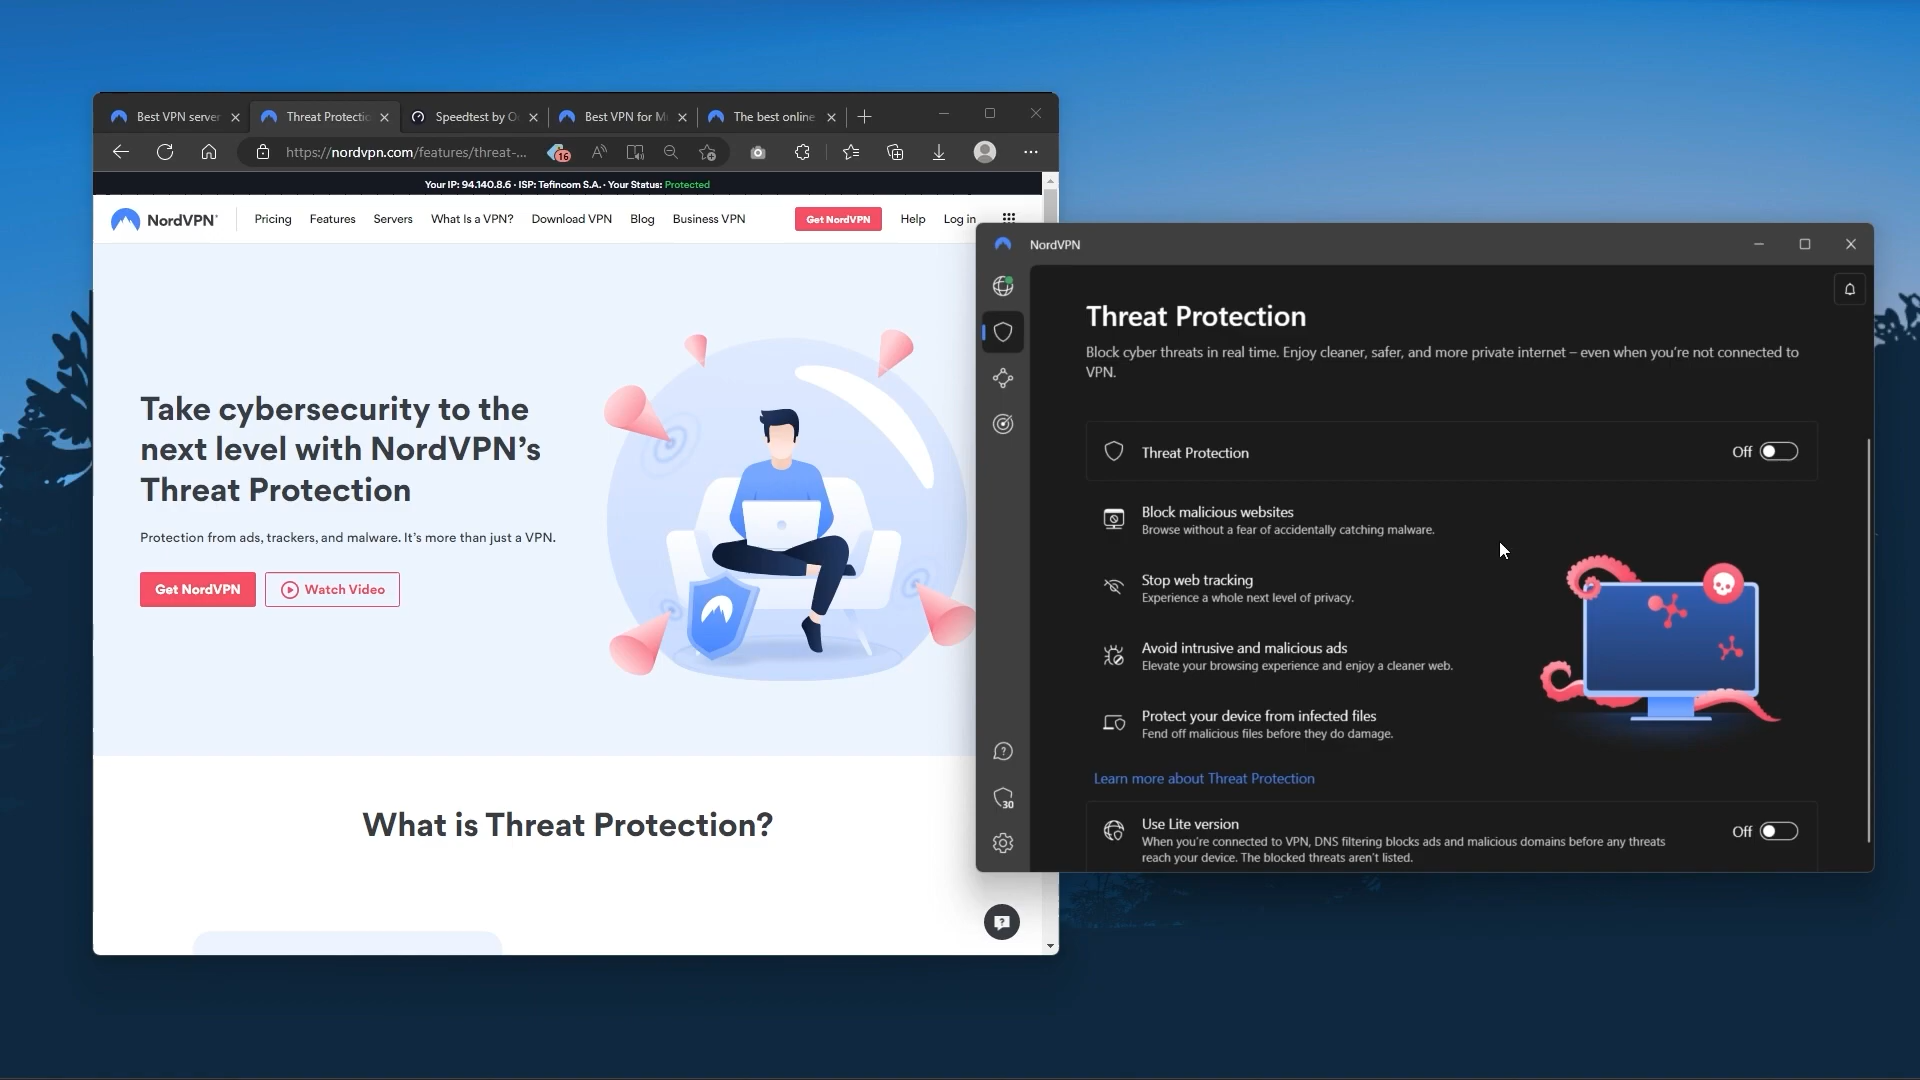 Best VPN server
Threat Protectio
Speedtest by O
Best VPN for M
The best online
https://nordvpn.com/features/threat-...
16
Your IP: 94.140.8.6 · ISP: Tefincom S.A. · Your Status: Protected
NordVPN®
Pricing
Features
Servers
What Is a VPN?
Download VPN
Blog
Business VPN
Get NordVPN
Help
Log in
Take cybersecurity to the
next level with NordVPN’s
Threat Protection
Protection from ads, trackers, and malware. It’s more than just a VPN.
Get NordVPN
Watch Video
What is Threat Protection?
NordVPN
Threat Protection
Block cyber threats in real time. Enjoy cleaner, safer, and more private internet – even when you’re not connected to
VPN.
Threat Protection
Off
Block malicious websites
Browse without a fear of accidentally catching malware.
Stop web tracking
Experience a whole next level of privacy.
Avoid intrusive and malicious ads
Elevate your browsing experience and enjoy a cleaner web.
Protect your device from infected files
Fend off malicious files before they do damage.
Learn more about Threat Protection
30
Use Lite version
Off
When you’re connected to VPN, DNS filtering blocks ads and malicious domains before any threats
reach your device. The blocked threats aren’t listed.